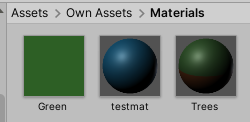 Assets > Own Assets > Materials
Green
testmat
Trees